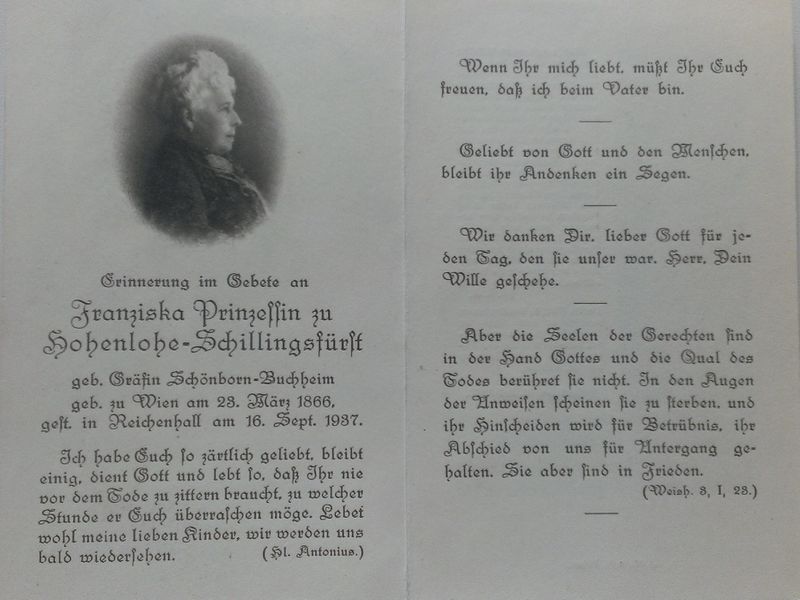 Erinnerung im Gebete an
Franziska Prinzessin zu
Hohenlohe-Schillingsfürst
geb. Gräfin Schönborn-Buchheim
geb. zu Wien am 23. März 1866,
gest. in Reichenhall am 16. Sept. 1937.
Ich habe Euch so zärtlich geliebt, bleibt
einig, dient Gott und lebt so, daß Ihr nie
vor dem Tode zu zittern braucht, zu welcher
Stunde er Euch überraschen möge. Lebet
wohl meine lieben Kinder, wir werden uns
bald wiedersehen. (Hl. Antonius.)
Wenn Ihr mich liebt, müßt Ihr Euch
freuen, daß ich beim Vater bin.
Geliebt von Gott und den Menschen,
bleibt ihr Andenken ein Segen.
Wir danken Dir, lieber Gott für je-
den Tag, den sie unser war. Herr, Dein
Wille geschehe.
Aber die Seelen der Gerechten sind
in der Hand Gottes und die Qual des
Todes berühret sie nicht. In den Augen
der Unweisen scheinen sie zu sterben, und
ihr Hinscheiden wird für Betrübnis, ihr
Abschied von uns für Untergang ge-
halten. Sie aber sind in Frieden.
(Weish. 3, I, 23.)